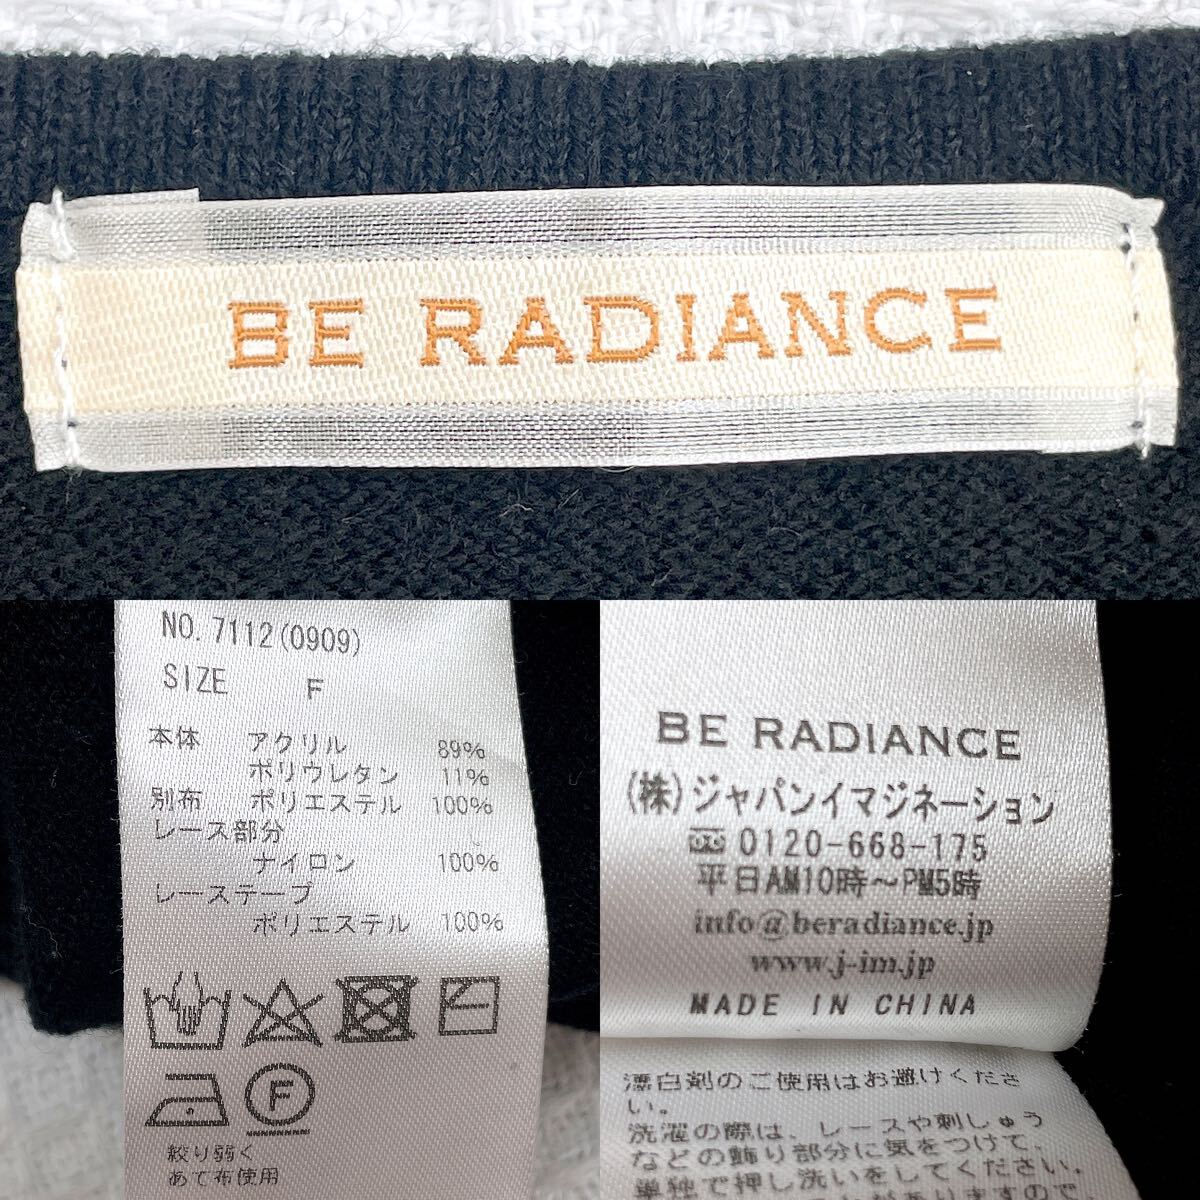 BE RADIANCE
NO. 7112(0909)
SIZE F
本体 アクリル 89%
ポリウレタン 11%
別布 ポリエステル 100%
レース部分
ナイロン 100%
レーステープ
ポリエステル 100%
F
絞り弱く
あて布使用
BE RADIANCE
(株)ジャパンイマジネーション
0120-668-175
平日AM10時～PM5時
info@beradiance.jp
www.j-im.jp
MADE IN CHINA
漂白剤のご使用はお避けくださ
い。
洗濯の際は、レースや刺しゅう
などの飾り部分に気をつけて、
単独で押し洗いをしてください。
がありますので